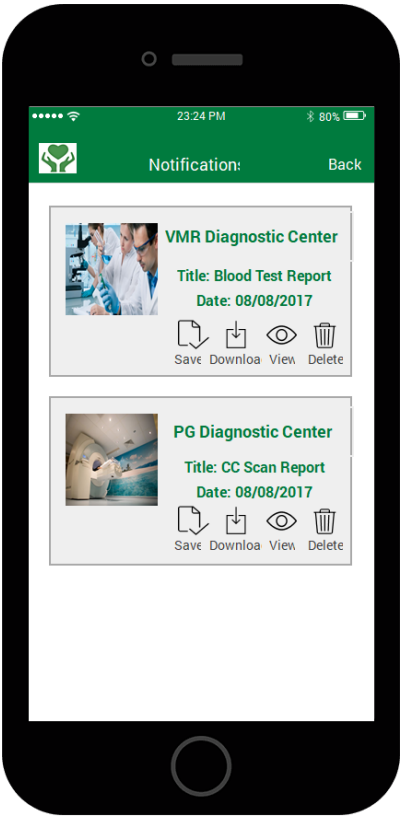 23:24 PM 80%
Notifications Back
VMR Diagnostic Center
Title: Blood Test Report
Date: 08/08/2017
Save Downloa View Delete
PG Diagnostic Center
Title: CC Scan Report
Date: 08/08/2017
Save Downloa View Delete